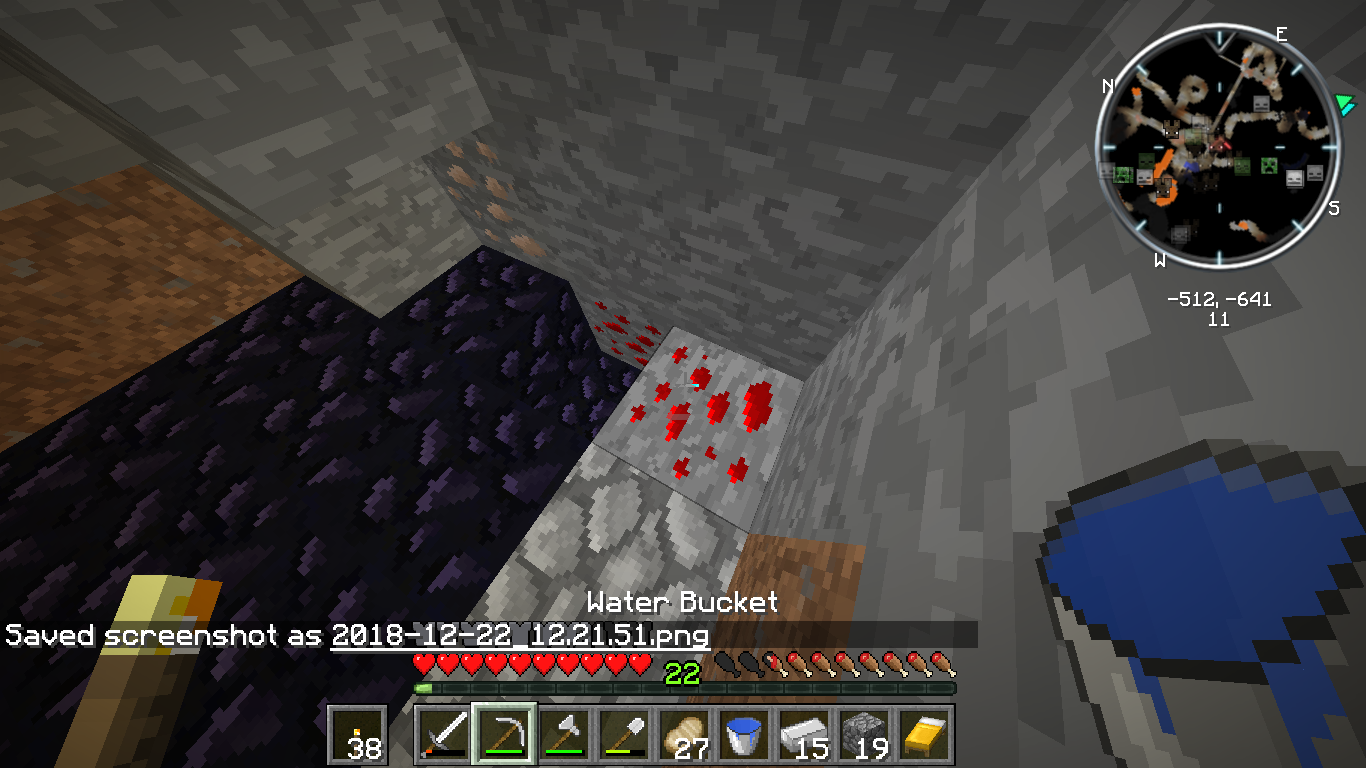 E
N
S
W
-512, -641
11
Water Bucket
Saved screenshot as 2018-12-22_12.21.51.png
22
38
27
15
19